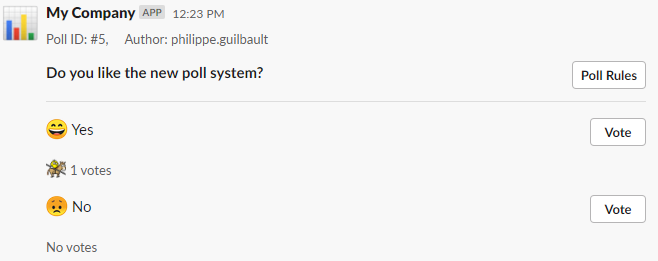 My Company APP 12:23 PM
Poll ID: #5, Author: philippe.guilbault
Do you like the new poll system? Poll Rules
Yes Vote
1 votes
No Vote
No votes